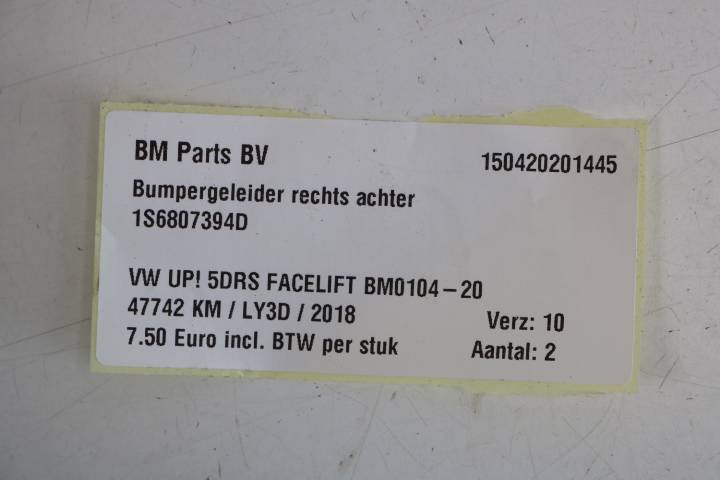 BM Parts BV 150420201445
Bumpergeleider rechts achter
1S6807394D
VW UP! 5DRS FACELIFT BM0104-20
47742 KM / LY3D / 2018 Verz: 10
7.50 Euro incl. BTW per stuk Aantal: 2